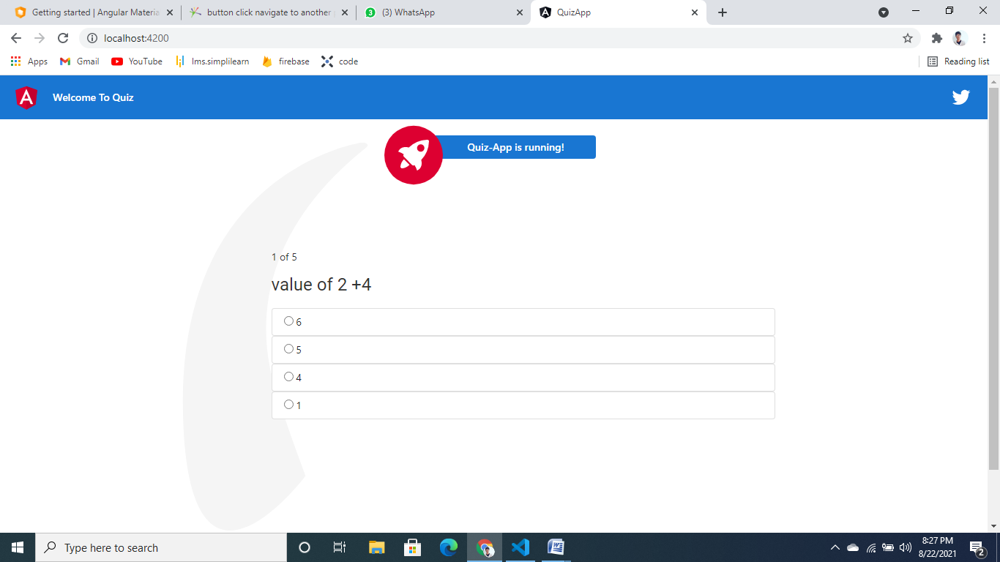 Getting started | Angular Materia
button click navigate to another
(3) WhatsApp
QuizApp
localhost:4200
Apps Gmail YouTube lms.simplilearn firebase code Reading list
Welcome To Quiz
Quiz-App is running!
1 of 5
value of 2 +4
6
5
4
1
Type here to search
8:27 PM
8/22/2021
2